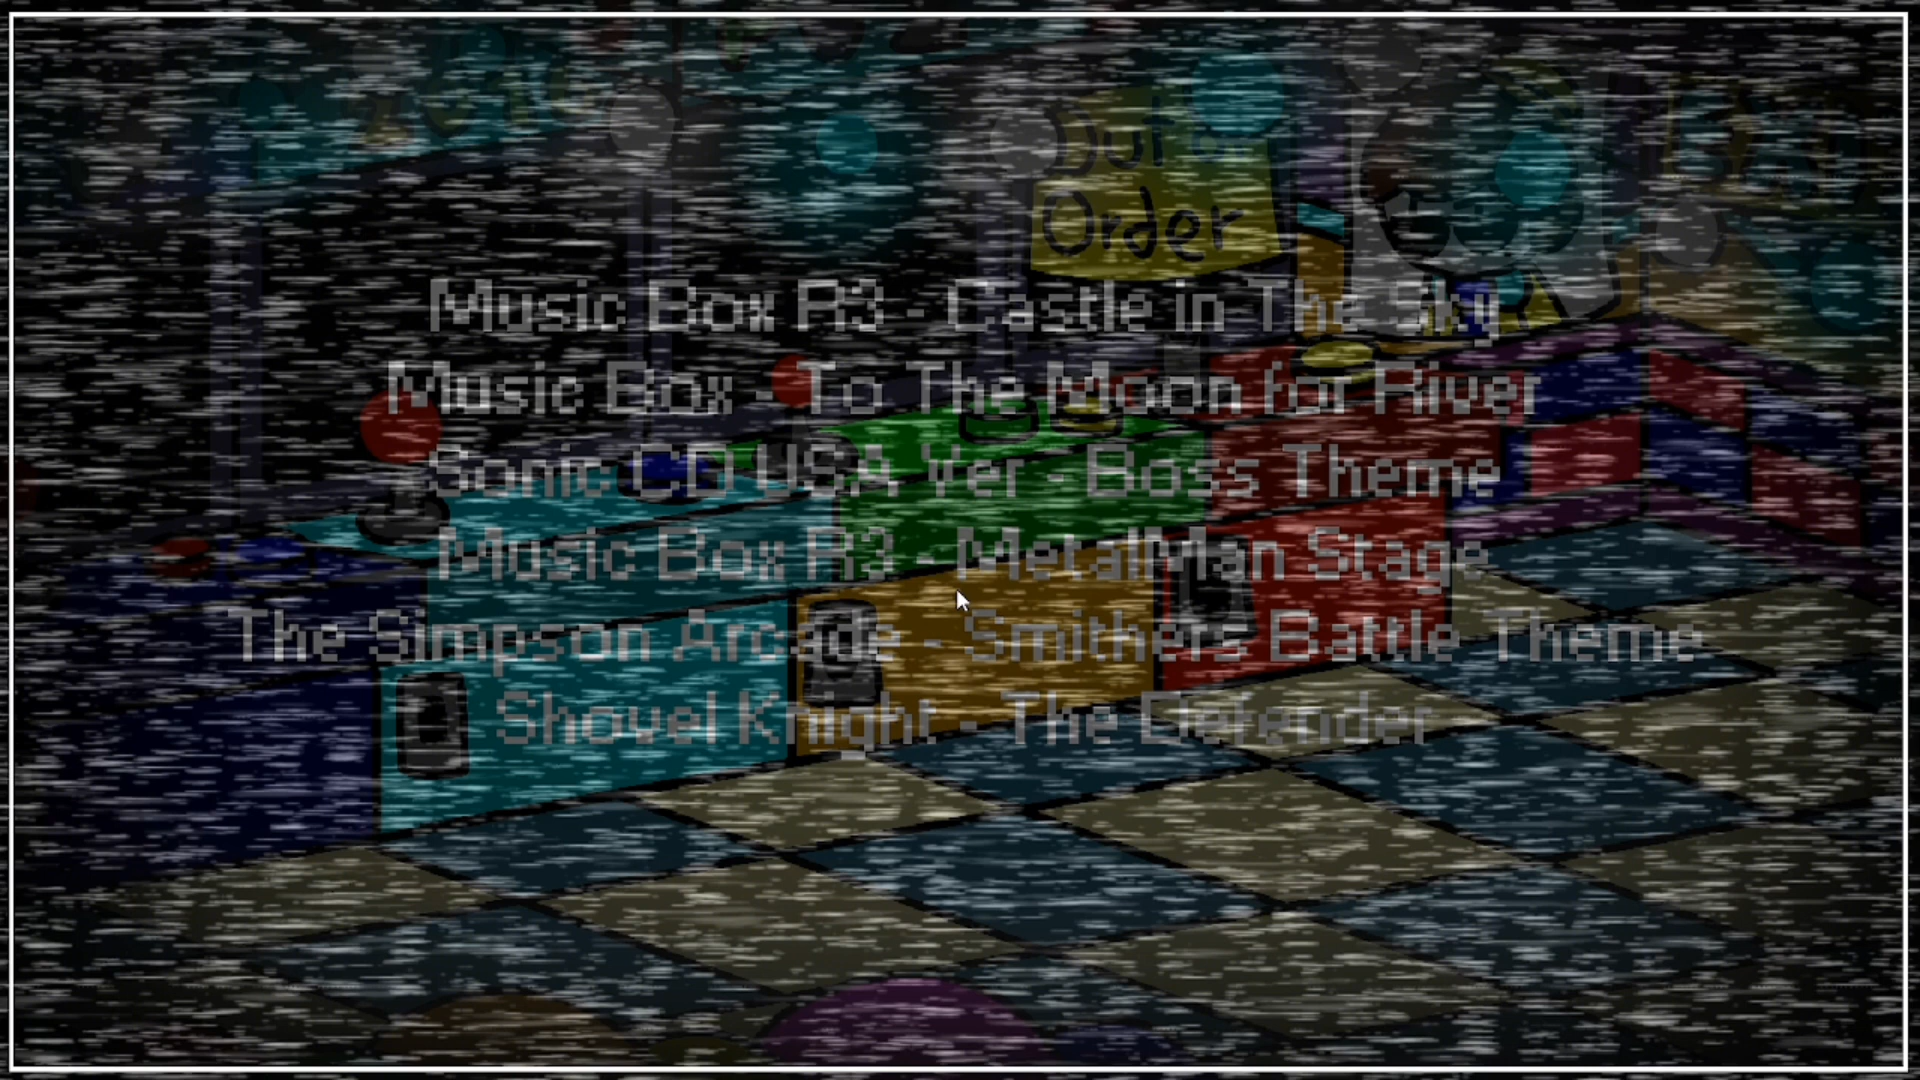 Out of
Order
Music Box R3 - Castle in The Sky
Music Box - To The Moon for River
Sonic CD USA Ver - Boss Theme
Music Box R3 - MetalMan Stage
The Simpson Arcade - Smithers Battle Theme
Shovel Knight - The Defender